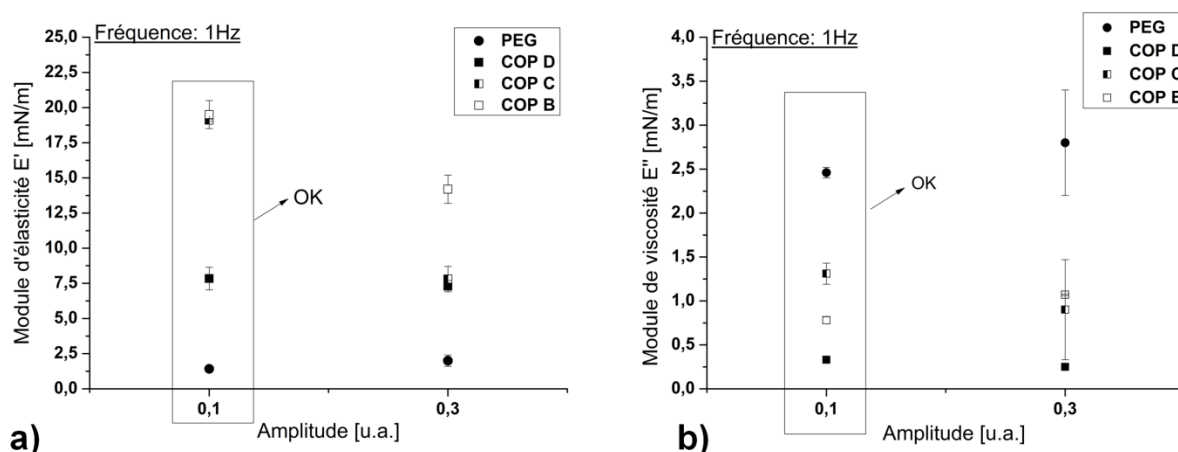 Fréquence: 1Hz
PEG
COP D
COP C
COP B
25,0
22,5
20,0
17,5
15,0
12,5
10,0
7,5
5,0
2,5
0,0
Module d'élasticité E' [mN/m]
OK
0,1
0,3
Amplitude [u.a.]
a)
Fréquence: 1Hz
PEG
COP D
COP C
COP B
4,0
3,5
3,0
2,5
2,0
1,5
1,0
0,5
0,0
Module de viscosité E'' [mN/m]
OK
0,1
0,3
Amplitude [u.a.]
b)